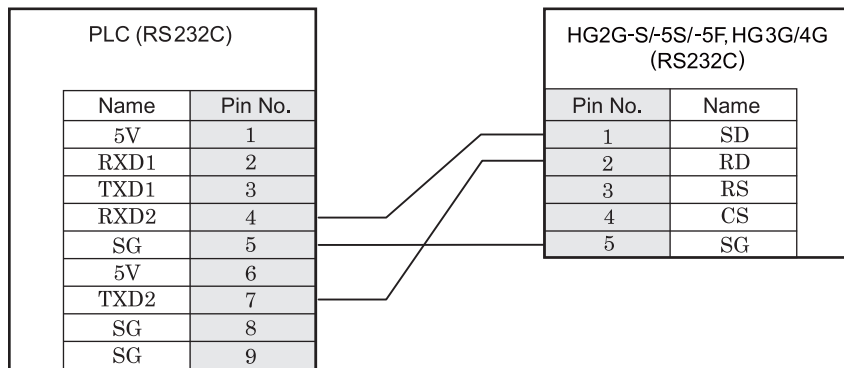 PLC (RS232C)
Name Pin No.
5V 1
RXD1 2
TXD1 3
RXD2 4
SG 5
5V 6
TXD2 7
SG 8
SG 9
HG2G-S/-5S/-5F, HG3G/4G
(RS232C)
Pin No. Name
1 SD
2 RD
3 RS
4 CS
5 SG